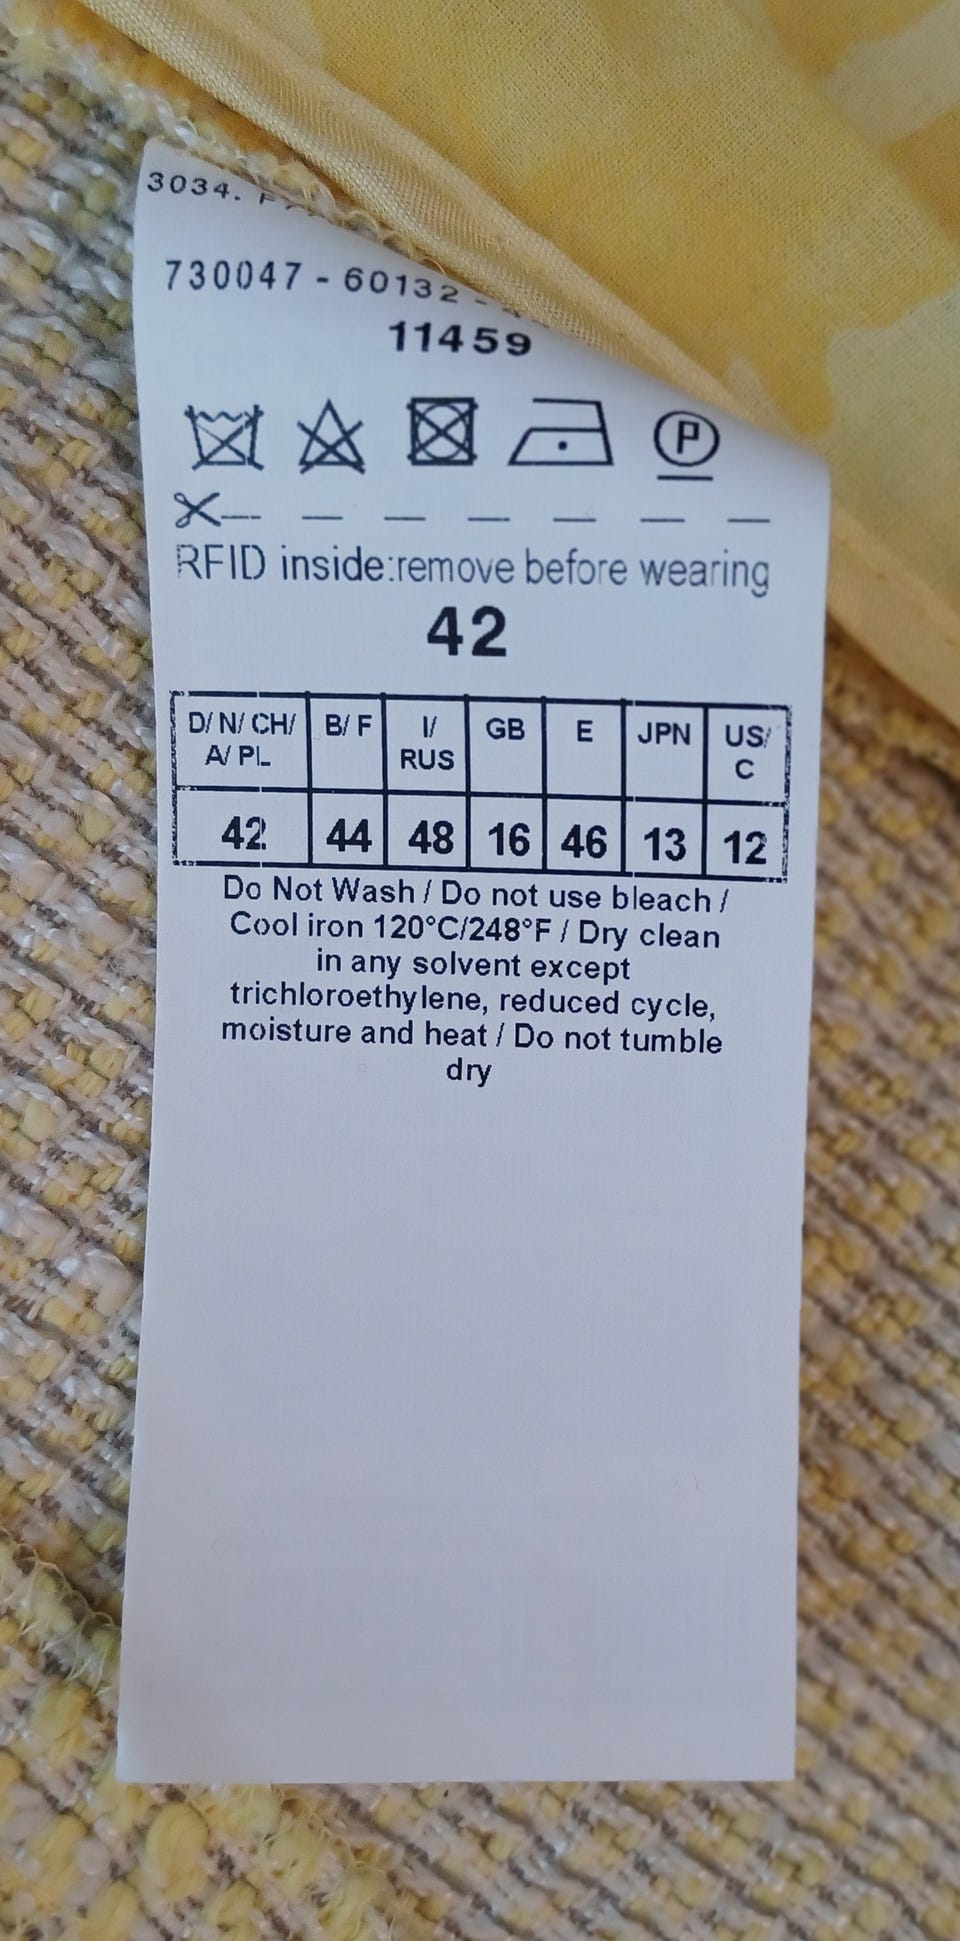 3034.
730047 - 60132 -
11459
RFID inside:remove before wearing
42
D/ N/ CH/ A/ PL B/ F I/ RUS GB E JPN US/ C
42 44 48 16 46 13 12
Do Not Wash / Do not use bleach /
Cool iron 120°C/248°F / Dry clean
in any solvent except
trichloroethylene, reduced cycle,
moisture and heat / Do not tumble
dry